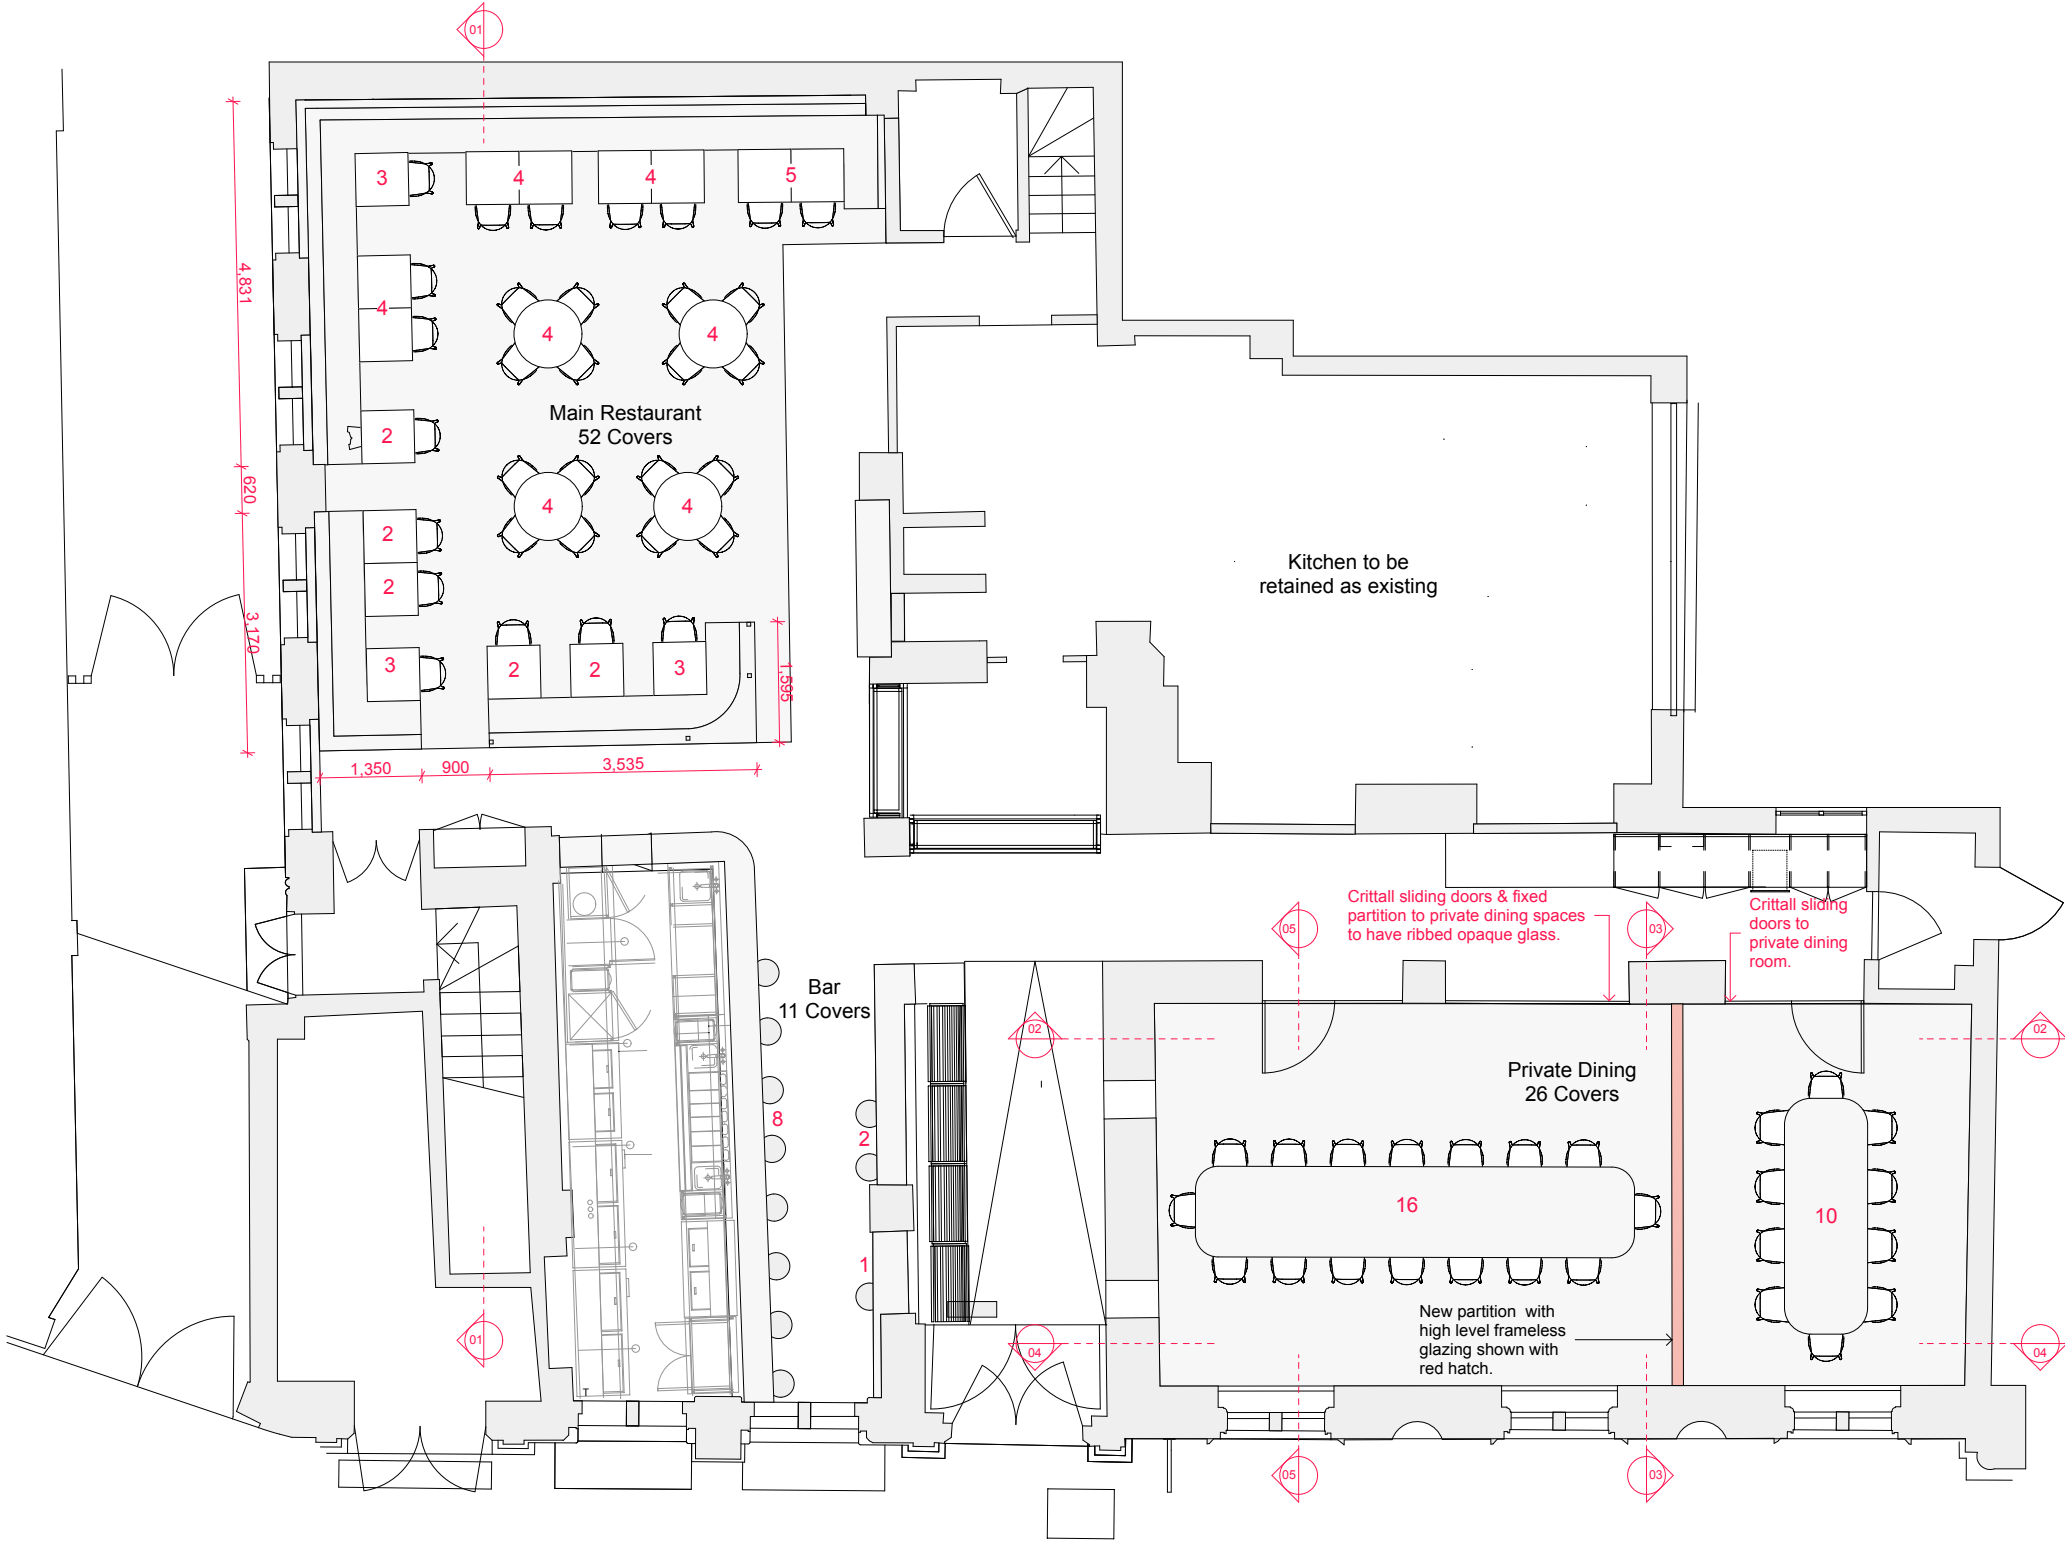 01
3
4
4
5
4,831
4
4
4
Main Restaurant
52 Covers
2
620
4
4
2
2
Kitchen to be
retained as existing
3,170
3
2
2
3
1,595
1,350
900
3,535
Crittall sliding doors & fixed
partition to private dining spaces
to have ribbed opaque glass.
Crittall sliding
doors to
private dining
room.
05
03
Bar
11 Covers
02
02
Private Dining
26 Covers
8
2
16
10
1
New partition with
high level frameless
glazing shown with
red hatch.
01
04
04
05
03